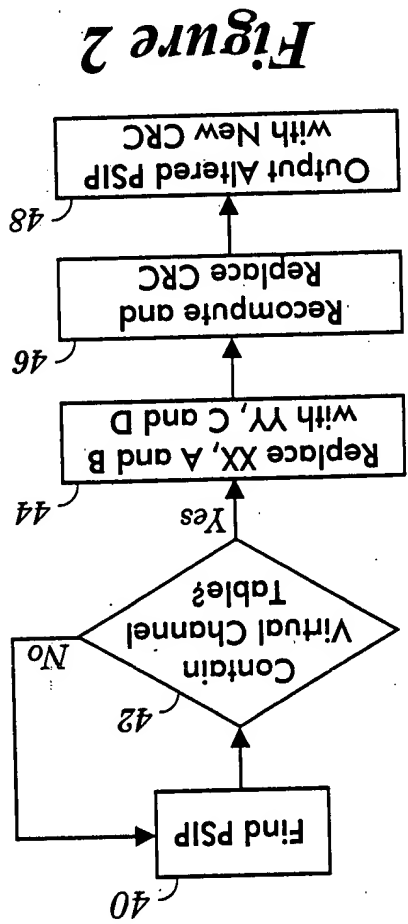 40
Find PSIP
42
Contain
Virtual Channel
Table?
No
Yes
44
Replace XX, A and B
with YY, C and D
46
Recompute and
Replace CRC
48
Output Altered PSIP
with New CRC
Figure 2